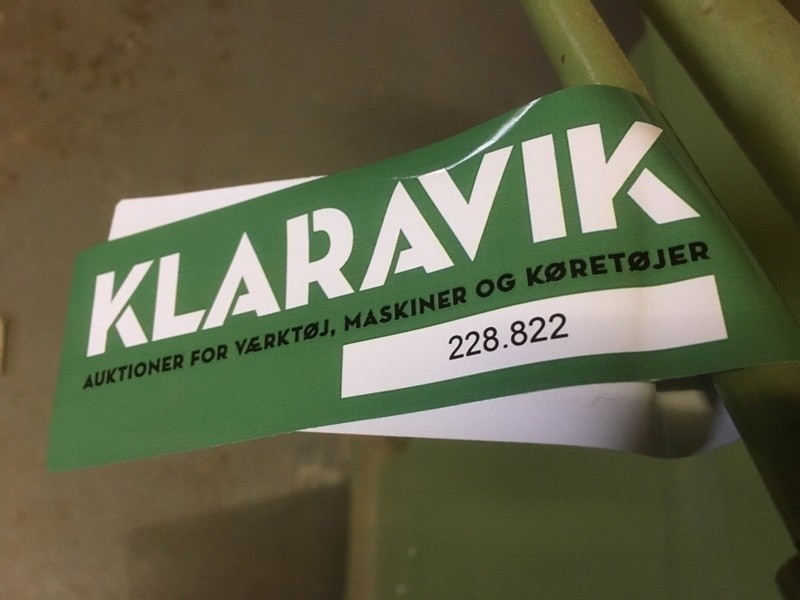 KLARAVIK
AUKTIONER FOR VÆRKTØJ, MASKINER OG KØRETØJER
228.822